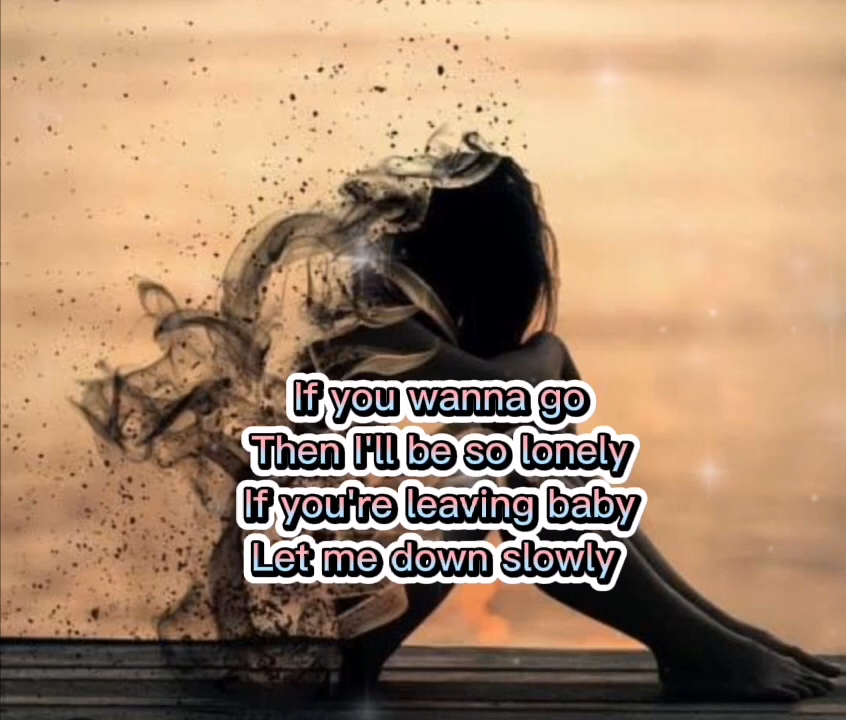 If you wanna go
Then I'll be so lonely
If you're leaving baby
Let me down slowly